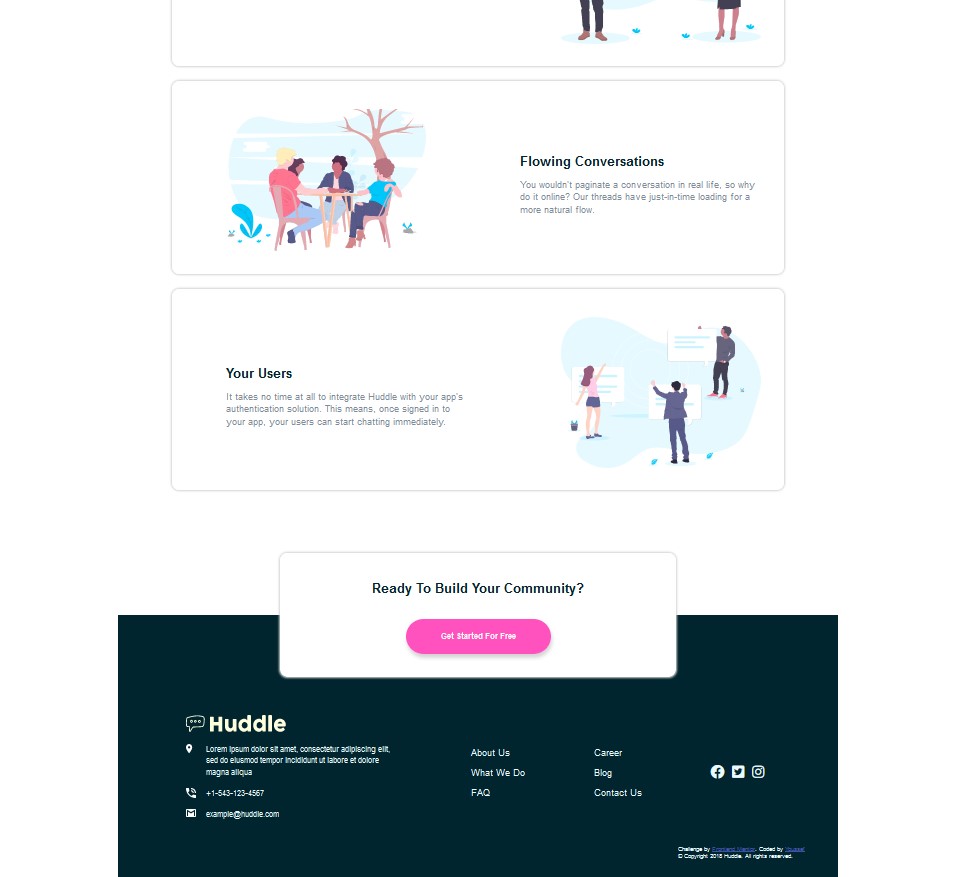 Flowing Conversations
You wouldn't paginate a conversation in real life, so why
do it online? Our threads have just-in-time loading for a
more natural flow.
Your Users
It takes no time at all to integrate Huddle with your app's
authentication solution. This means, once signed in to
your app, your users can start chatting immediately.
Ready To Build Your Community?
Get Started For Free
Huddle
Lorem ipsum dolor sit amet, consectetur adipiscing elit,
sed do eiusmod tempor incididunt ut labore et dolore
magna aliqua
+1-543-123-4567
example@huddle.com
About Us
What We Do
FAQ
Career
Blog
Contact Us
Challenge by Frontend Mentor. Coded by Youssef
© Copyright 2018 Huddle. All rights reserved.